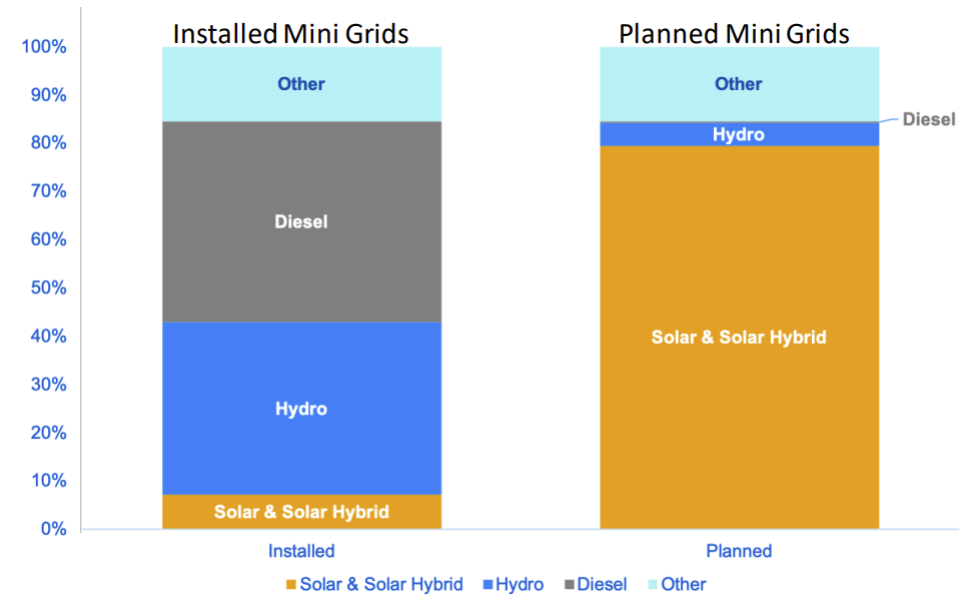 Installed Mini Grids
Planned Mini Grids
100%
90%
80%
70%
60%
50%
40%
30%
20%
10%
0%
Other
Diesel
Hydro
Solar & Solar Hybrid
Other
Diesel
Hydro
Solar & Solar Hybrid
Installed
Planned
Solar & Solar Hybrid Hydro Diesel Other